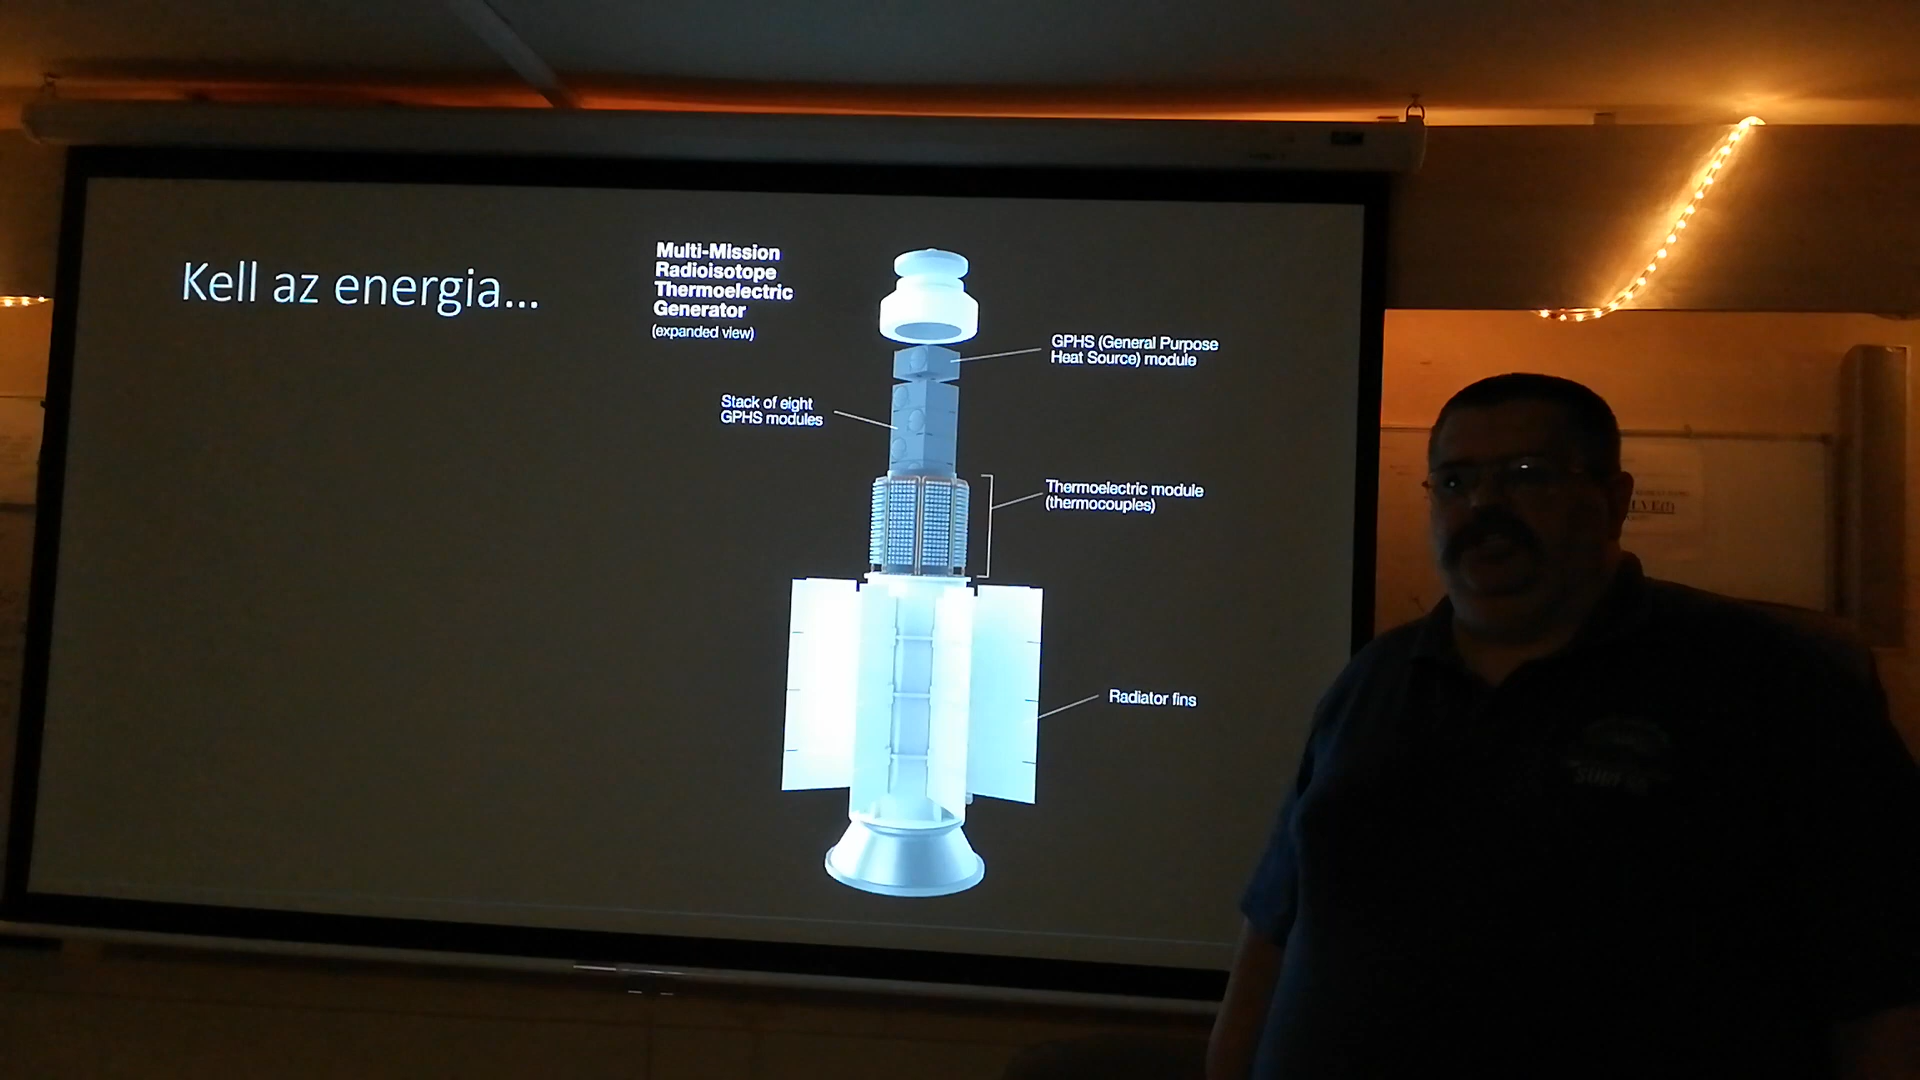 Kell az energia...
Multi-Mission
Radioisotope
Thermoelectric
Generator
(expanded view)
GPHS (General Purpose
Heat Source) module
Stack of eight
GPHS modules
Thermoelectric module
(thermocouples)
Radiator fins